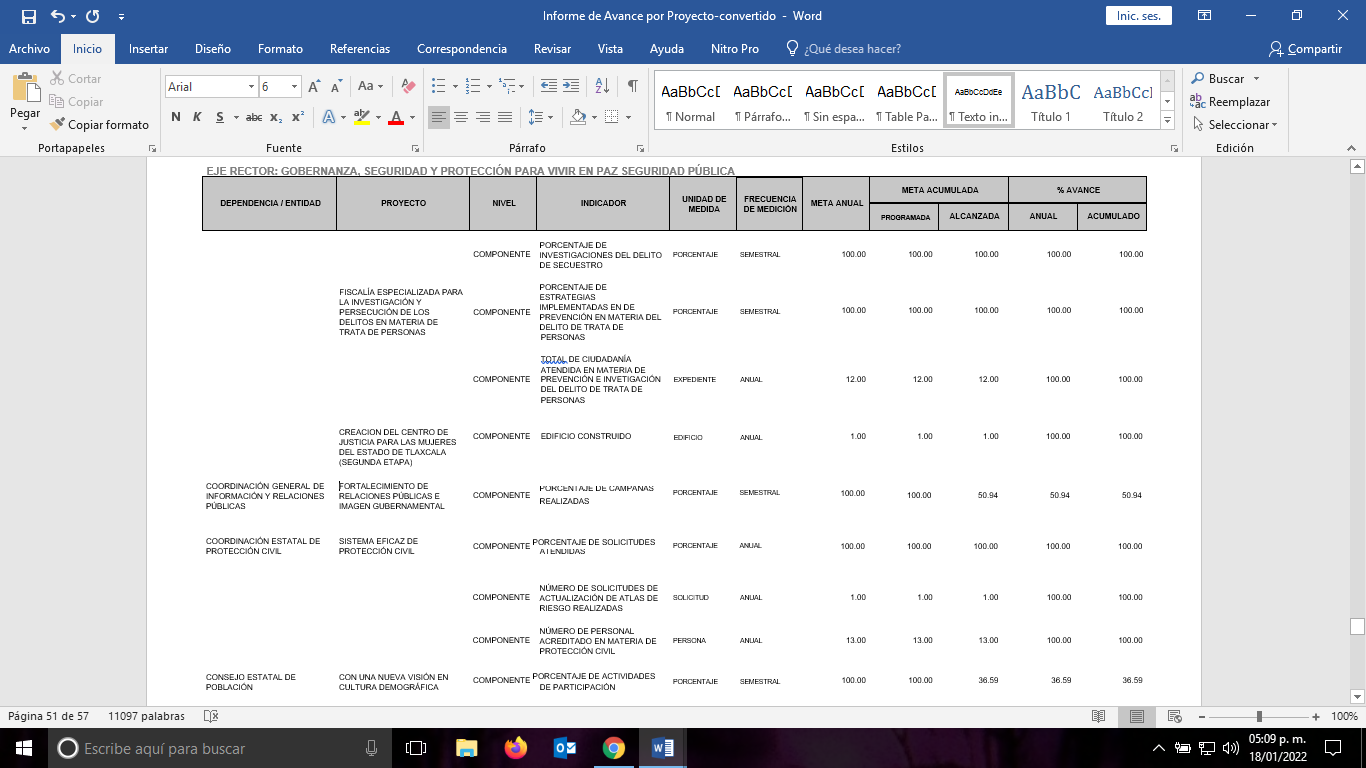 Informe de Avance por Proyecto-convertido - Word
Inic. ses.
Archivo Inicio Insertar Diseño Formato Referencias Correspondencia Revisar Vista Ayuda Nitro Pro ¿Qué desea hacer? Compartir
Pegar
Cortar
Copiar
Copiar formato
Portapapeles
Arial 6
Aa
N K S abc x₂ x²
Fuente
Párrafo
AaBbCcD AaBbCcD AaBbCcD AaBbCcD AaBbCcDdEe AaBbC AaBbCcI
¶ Normal ¶ Párrafo... ¶ Sin espa... ¶ Table Pa... ¶ Texto in... Título 1 Título 2
Estilos
Buscar
Reemplazar
Seleccionar
Edición
EJE RECTOR: GOBERNANZA, SEGURIDAD Y PROTECCIÓN PARA VIVIR EN PAZ SEGURIDAD PÚBLICA
DEPENDENCIA / ENTIDAD
PROYECTO
NIVEL
INDICADOR
UNIDAD DE
MEDIDA
FRECUENCIA
DE MEDICIÓN
META ANUAL
META ACUMULADA
PROGRAMADA
ALCANZADA
% AVANCE
ANUAL
ACUMULADO
COMPONENTE
PORCENTAJE DE
INVESTIGACIONES DEL DELITO
DE SECUESTRO
PORCENTAJE SEMESTRAL 100.00 100.00 100.00 100.00 100.00
FISCALÍA ESPECIALIZADA PARA
LA INVESTIGACIÓN Y
PERSECUCIÓN DE LOS
DELITOS EN MATERIA DE
TRATA DE PERSONAS
COMPONENTE
PORCENTAJE DE
ESTRATEGIAS
IMPLEMENTADAS EN DE
PREVENCIÓN EN MATERIA DEL
DELITO DE TRATA DE
PERSONAS
PORCENTAJE SEMESTRAL 100.00 100.00 100.00 100.00 100.00
COMPONENTE
TOTAL DE CIUDADANÍA
ATENDIDA EN MATERIA DE
PREVENCIÓN E INVETIGACIÓN
DEL DELITO DE TRATA DE
PERSONAS
EXPEDIENTE ANUAL 12.00 12.00 12.00 100.00 100.00
CREACION DEL CENTRO DE
JUSTICIA PARA LAS MUJERES
DEL ESTADO DE TLAXCALA
(SEGUNDA ETAPA)
COMPONENTE EDIFICIO CONSTRUIDO EDIFICIO ANUAL 1.00 1.00 1.00 100.00 100.00
COORDINACIÓN GENERAL DE
INFORMACIÓN Y RELACIONES
PÚBLICAS
FORTALECIMIENTO DE
RELACIONES PÚBLICAS E
IMAGEN GUBERNAMENTAL
COMPONENTE
PORCENTAJE DE CAMPAÑAS
REALIZADAS
PORCENTAJE SEMESTRAL 100.00 100.00 50.94 50.94 50.94
COORDINACIÓN ESTATAL DE
PROTECCIÓN CIVIL
SISTEMA EFICAZ DE
PROTECCIÓN CIVIL
COMPONENTE
PORCENTAJE DE SOLICITUDES
ATENDIDAS
PORCENTAJE ANUAL 100.00 100.00 100.00 100.00 100.00
COMPONENTE
NÚMERO DE SOLICITUDES DE
ACTUALIZACIÓN DE ATLAS DE
RIESGO REALIZADAS
SOLICITUD ANUAL 1.00 1.00 1.00 100.00 100.00
COMPONENTE
NÚMERO DE PERSONAL
ACREDITADO EN MATERIA DE
PROTECCIÓN CIVIL
PERSONA ANUAL 13.00 13.00 13.00 100.00 100.00
CONSEJO ESTATAL DE
POBLACIÓN
CON UNA NUEVA VISIÓN EN
CULTURA DEMOGRÁFICA
COMPONENTE
PORCENTAJE DE ACTIVIDADES
DE PARTICIPACIÓN
PORCENTAJE SEMESTRAL 100.00 100.00 36.59 36.59 36.59
Página 51 de 57 11097 palabras 100%
Escribe aquí para buscar
05:09 p. m.
18/01/2022